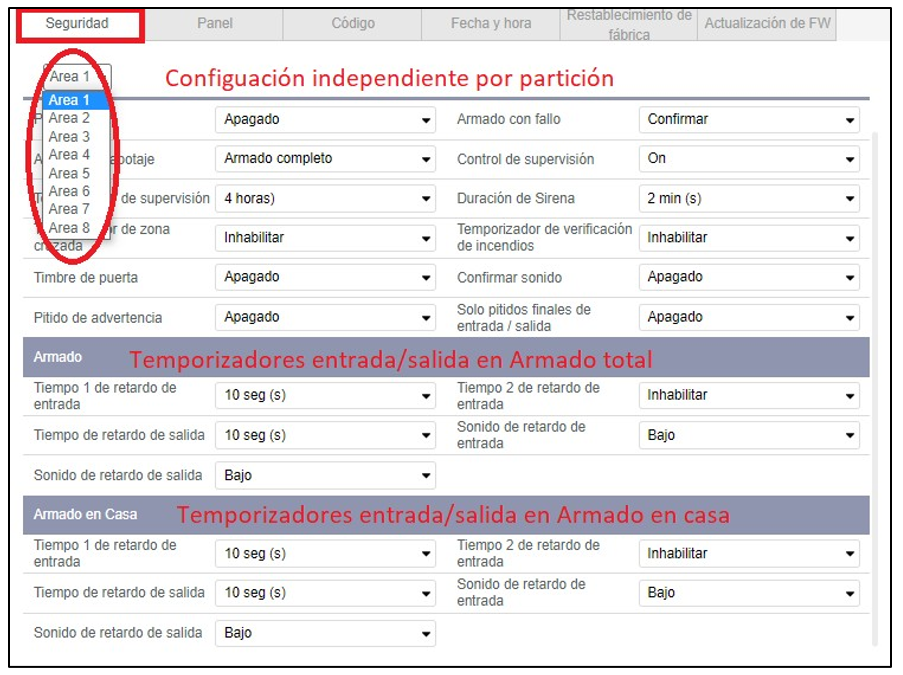 Seguridad
Panel
Código
Fecha y hora
Restablecimiento de
fábrica
Actualización de FW
Area 1
Configuación independiente por partición
Area 1
Area 2
Area 3
Area 4
Area 5
Area 6
Area 7
Area 8
Apagado
Armado con fallo
Confirmar
Armado completo
Control de supervisión
On
de supervisión
4 horas)
Duración de Sirena
2 min (s)
de zona
Inhabilitar
Temporizador de verificación
de incendios
Inhabilitar
Timbre de puerta
Apagado
Confirmar sonido
Apagado
Pitido de advertencia
Apagado
Solo pitidos finales de
entrada / salida
Apagado
Armado
Temporizadores entrada/salida en Armado total
Tiempo 1 de retardo de
entrada
10 seg (s)
Tiempo 2 de retardo de
entrada
Inhabilitar
Tiempo de retardo de salida
10 seg (s)
Sonido de retardo de
entrada
Bajo
Sonido de retardo de salida
Bajo
Armado en Casa
Temporizadores entrada/salida en Armado en casa
Tiempo 1 de retardo de
entrada
10 seg (s)
Tiempo 2 de retardo de
entrada
Inhabilitar
Tiempo de retardo de salida
10 seg (s)
Sonido de retardo de
entrada
Bajo
Sonido de retardo de salida
Bajo